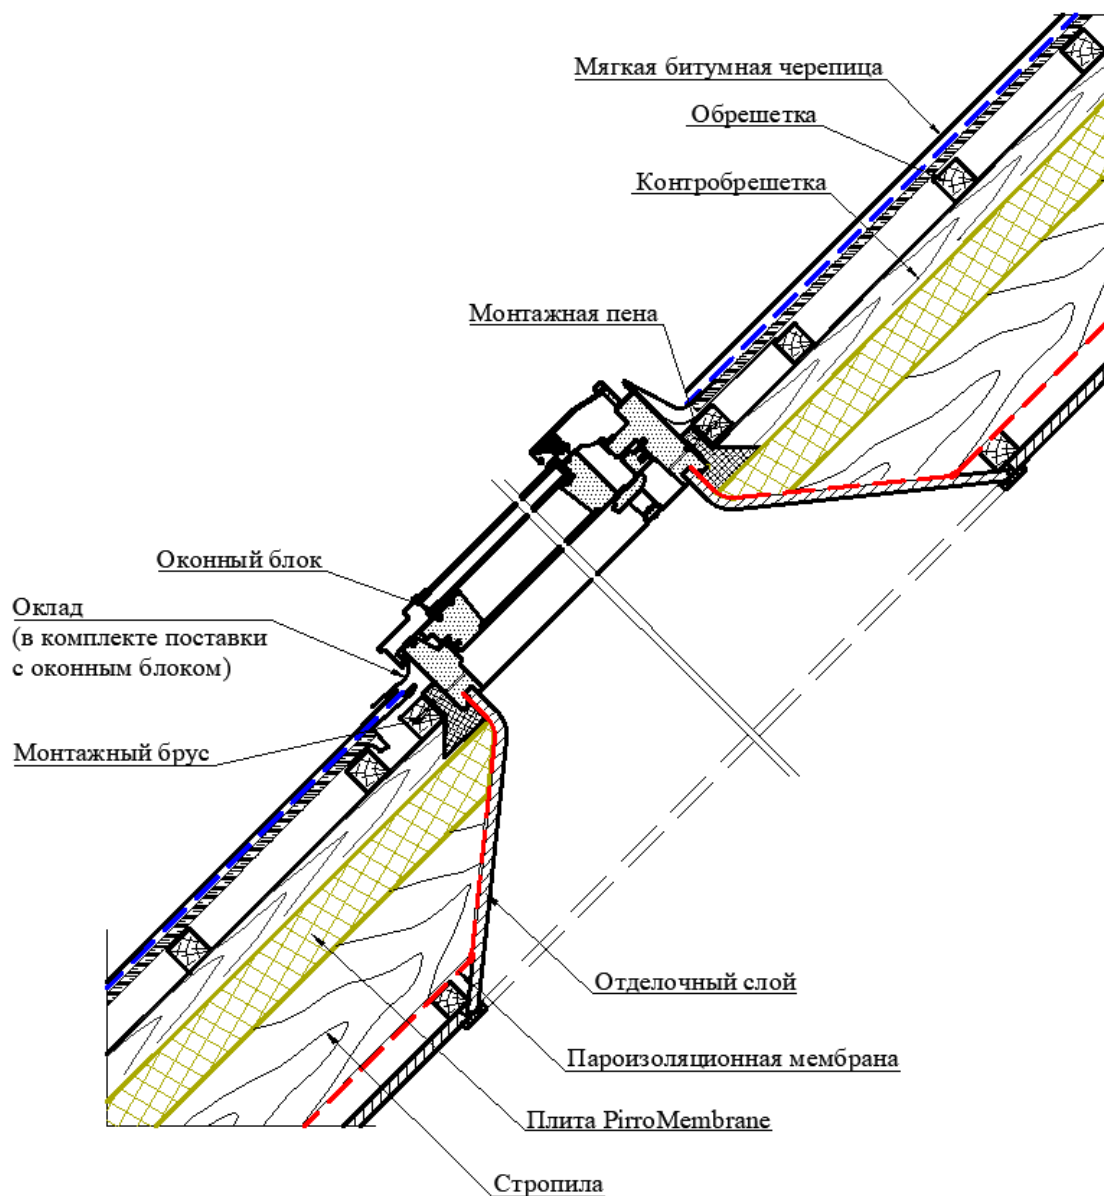 Мягкая битумная черепица
Обрешетка
Контробрешетка
Монтажная пена
Оконный блок
Оклад
(в комплекте поставки
с оконным блоком)
Монтажный брус
Отделочный слой
Пароизоляционная мембрана
Плита PirroMembrane
Стропила